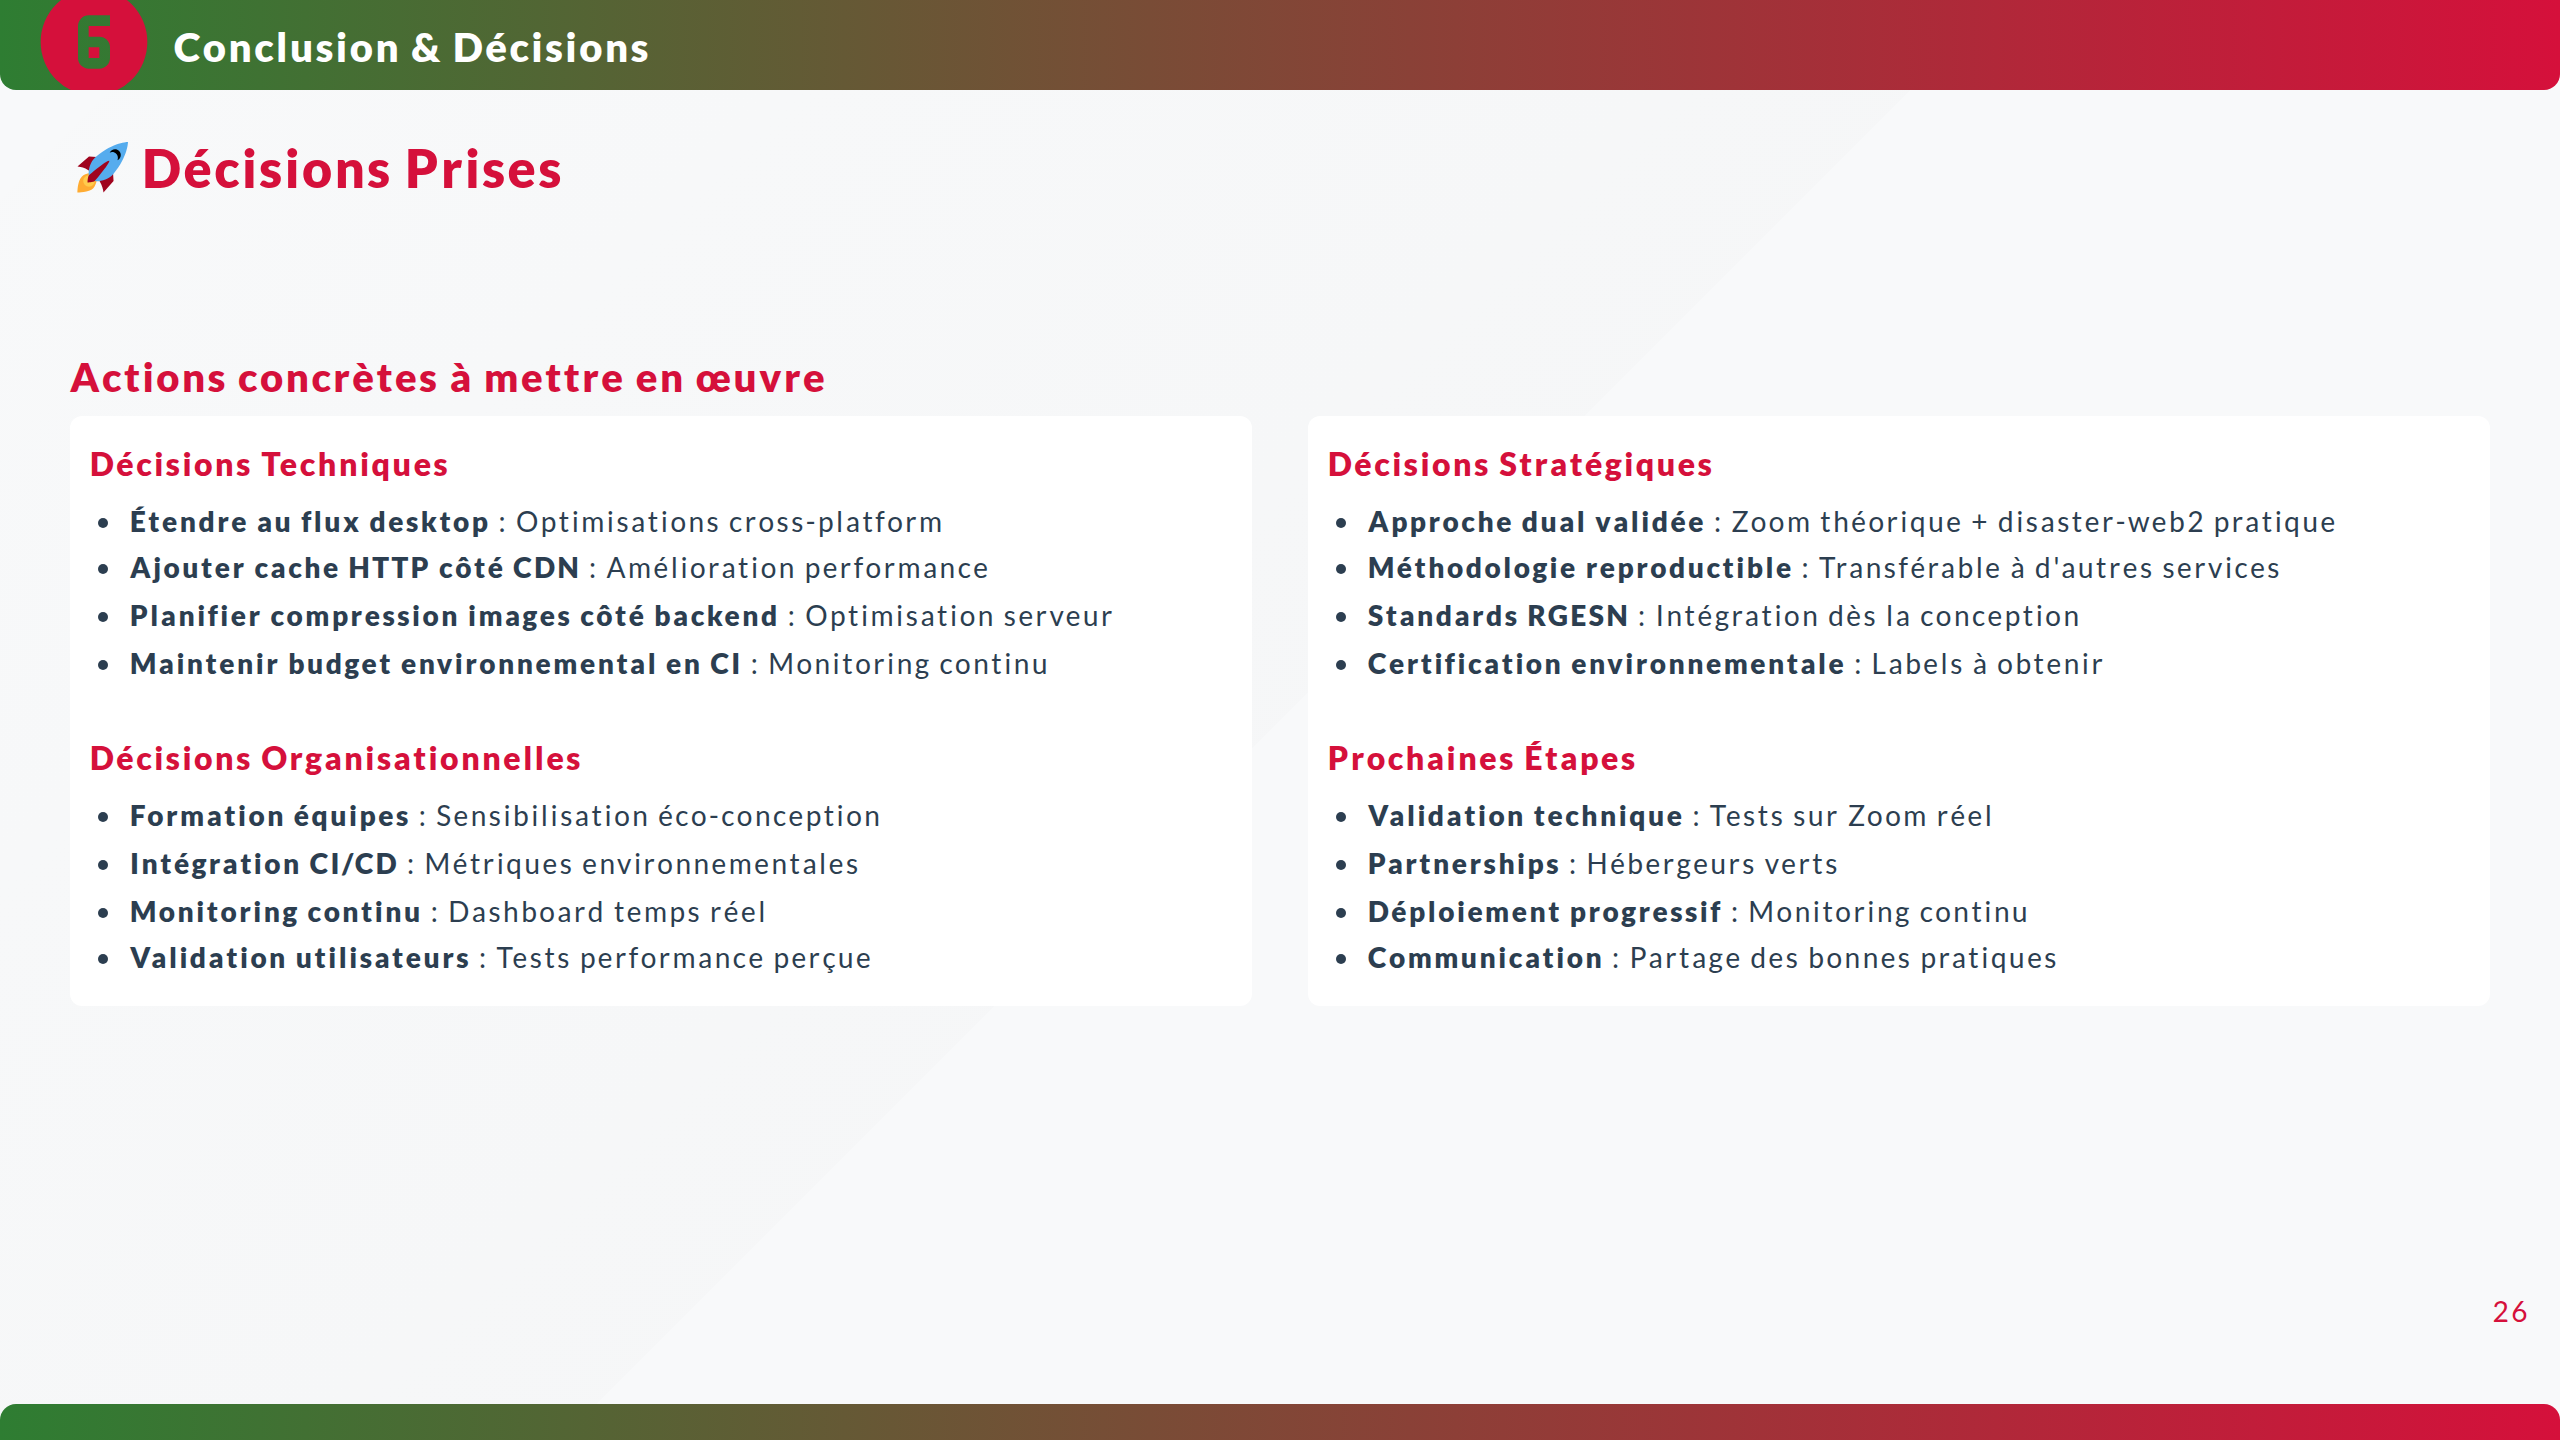 6
Conclusion & Décisions
Décisions Prises
Actions concrètes à mettre en œuvre
Décisions Techniques
Étendre au flux desktop : Optimisations cross-platform
Ajouter cache HTTP côté CDN : Amélioration performance
Planifier compression images côté backend : Optimisation serveur
Maintenir budget environnemental en CI : Monitoring continu
Décisions Organisationnelles
Formation équipes : Sensibilisation éco-conception
Intégration CI/CD : Métriques environnementales
Monitoring continu : Dashboard temps réel
Validation utilisateurs : Tests performance perçue
Décisions Stratégiques
Approche dual validée : Zoom théorique + disaster-web2 pratique
Méthodologie reproductible : Transférable à d'autres services
Standards RGESN : Intégration dès la conception
Certification environnementale : Labels à obtenir
Prochaines Étapes
Validation technique : Tests sur Zoom réel
Partnerships : Hébergeurs verts
Déploiement progressif : Monitoring continu
Communication : Partage des bonnes pratiques
26